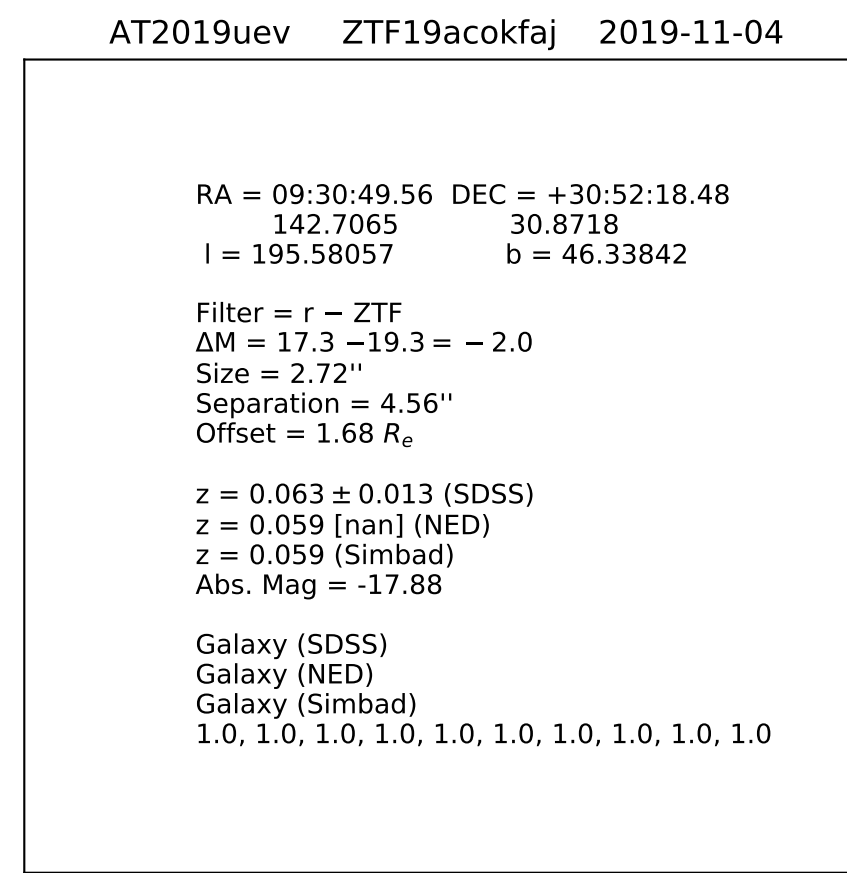 AT2019uev ZTF19acokfaj 2019-11-04
RA = 09:30:49.56 DEC = +30:52:18.48
142.7065 30.8718
l = 195.58057 b = 46.33842
Filter = r − ZTF
ΔM = 17.3 −19.3 = − 2.0
Size = 2.72''
Separation = 4.56''
Offset = 1.68 Re
z = 0.063 ± 0.013 (SDSS)
z = 0.059 [nan] (NED)
z = 0.059 (Simbad)
Abs. Mag = -17.88
Galaxy (SDSS)
Galaxy (NED)
Galaxy (Simbad)
1.0, 1.0, 1.0, 1.0, 1.0, 1.0, 1.0, 1.0, 1.0, 1.0